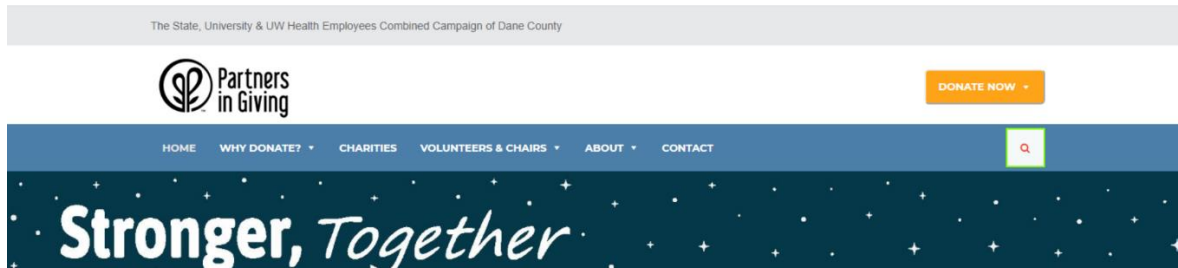 The State, University & UW Health Employees Combined Campaign of Dane County
Partners
in Giving
DONATE NOW
HOME WHY DONATE? CHARITIES VOLUNTEERS & CHAIRS ABOUT CONTACT
Stronger, Together